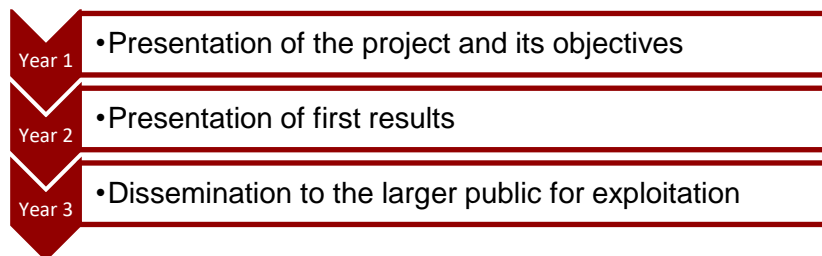 Year 1
•Presentation of the project and its objectives
Year 2
•Presentation of first results
Year 3
•Dissemination to the larger public for exploitation